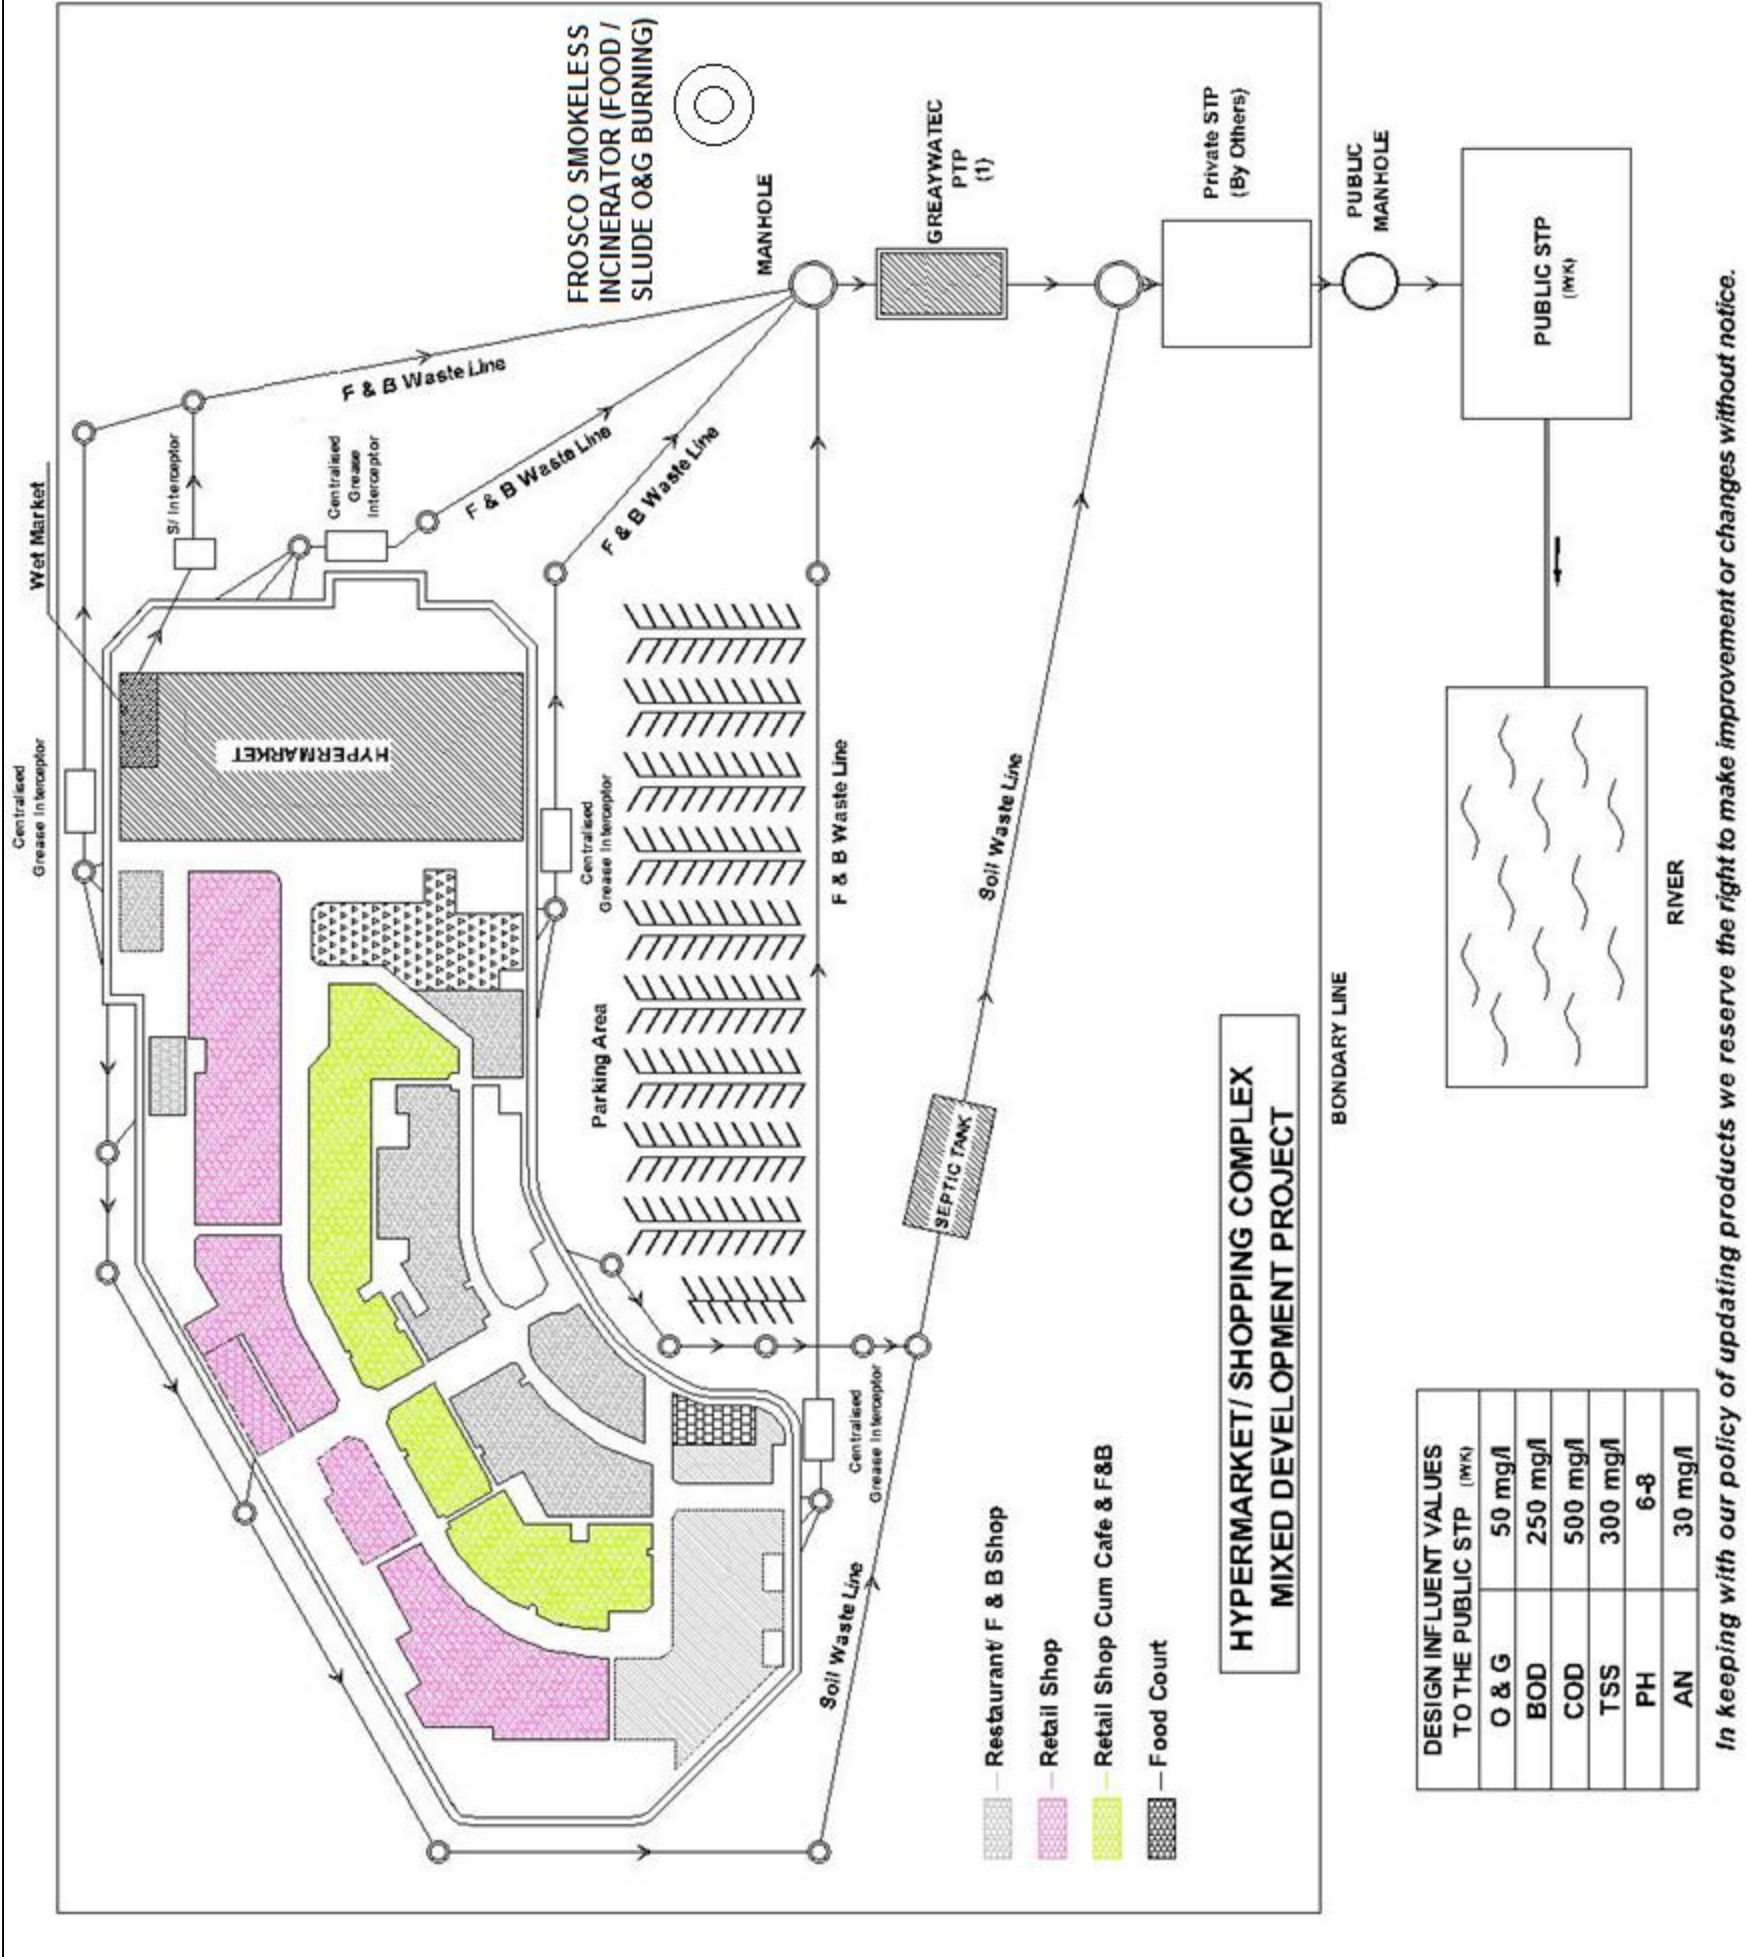 Centralised
Grease Interceptor
Wet Market
S/ Interceptor
Centralised
Grease
Interceptor
F & B Waste Line
F & B Waste Line
F & B Waste Line
FROSCO SMOKELESS
INCINERATOR (FOOD /
SLUDE O&G BURNING)
MANHOLE
GREAYWATEC
PTP
(1)
Private STP
(By Others)
PUBLIC
MANHOLE
PUBLIC STP
(IWK)
HYPERMARKET
Centralised
Grease Interceptor
Parking Area
F & B Waste Line
Soil Waste Line
SEPTIC TANK
Centralised
Grease Interceptor
Soil Waste Line
RIVER
BONDARY LINE
Restaurant/ F & B Shop
Retail Shop
Retail Shop Cum Cafe & F&B
Food Court
HYPERMARKET/ SHOPPING COMPLEX
MIXED DEVELOPMENT PROJECT
DESIGN INFLUENT VALUES
TO THE PUBLIC STP (IWK)
O & G 50 mg/l
BOD 250 mg/l
COD 500 mg/l
TSS 300 mg/l
PH 6-8
AN 30 mg/l
In keeping with our policy of updating products we reserve the right to make improvement or changes without notice.